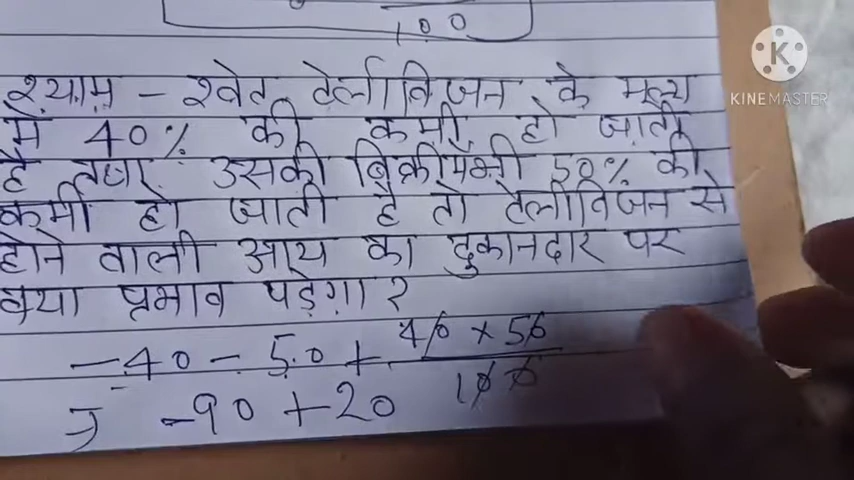 100
श्याम - श्वेत टेलीविजन के मूल्य
में 40% की कमी हो जाती
है तथा उसकी बिक्री में भी 50% की
कमी हो जाती है तो टेलीविजन से
होने वाली आय का दुकानदार पर
क्या प्रभाव पड़ेगा?
-40 - 50 + 40 × 50
100
-90 + 20
KINEMASTER